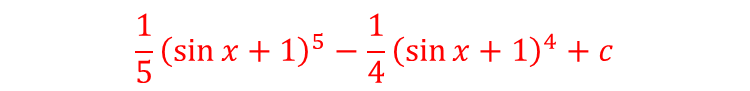 1/5 (sin x + 1)⁵ − 1/4 (sin x + 1)⁴ + c